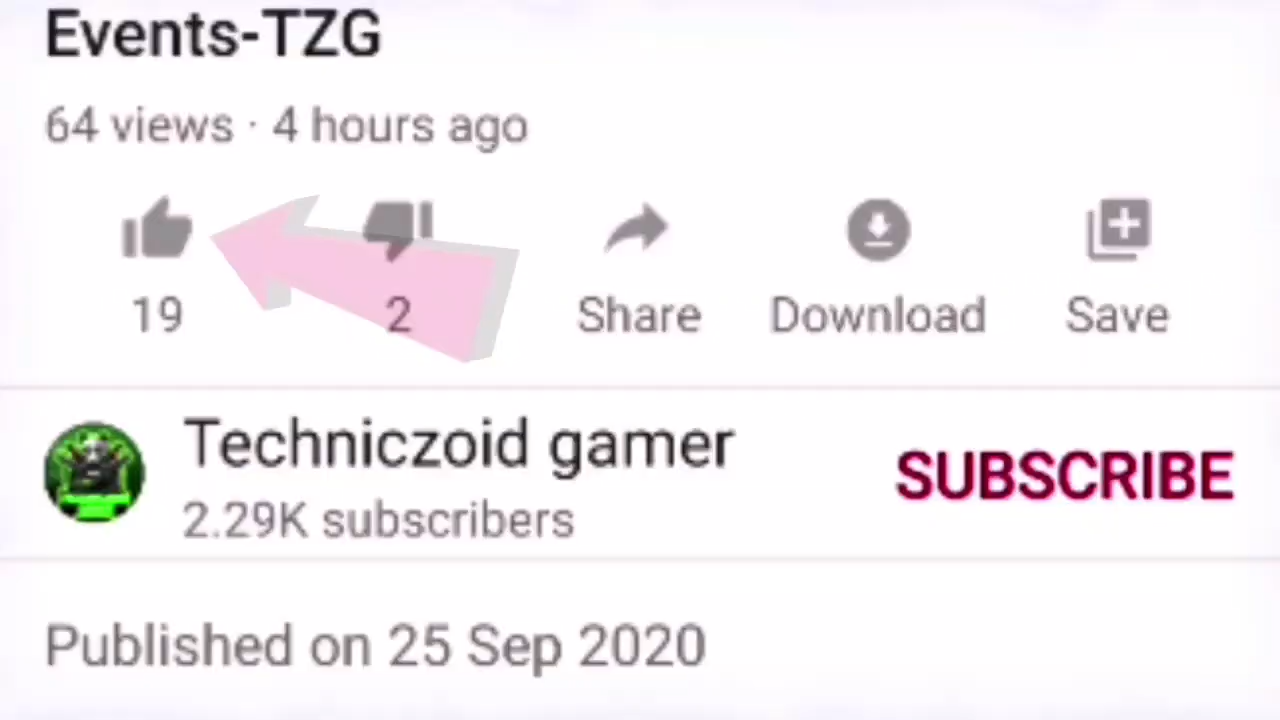 Events-TZG
64 views · 4 hours ago
19 2 Share Download Save
Techniczoid gamer
2.29K subscribers
SUBSCRIBE
Published on 25 Sep 2020